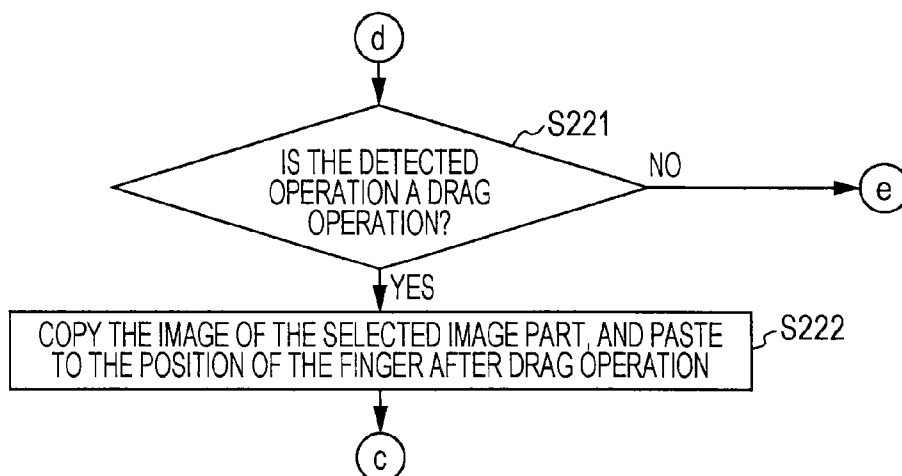 d
S221
IS THE DETECTED
OPERATION A DRAG
OPERATION?
NO
e
YES
COPY THE IMAGE OF THE SELECTED IMAGE PART, AND PASTE
TO THE POSITION OF THE FINGER AFTER DRAG OPERATION
S222
c